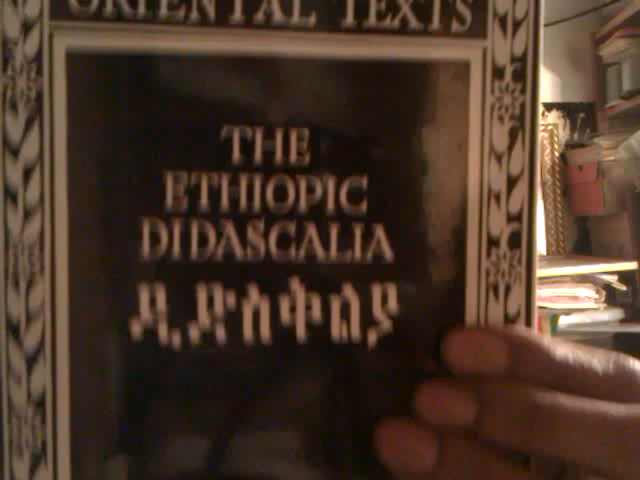 ORIENTAL TEXTS
THE
ETHIOPIC
DIDASCALIA
ዲድስቅልያ